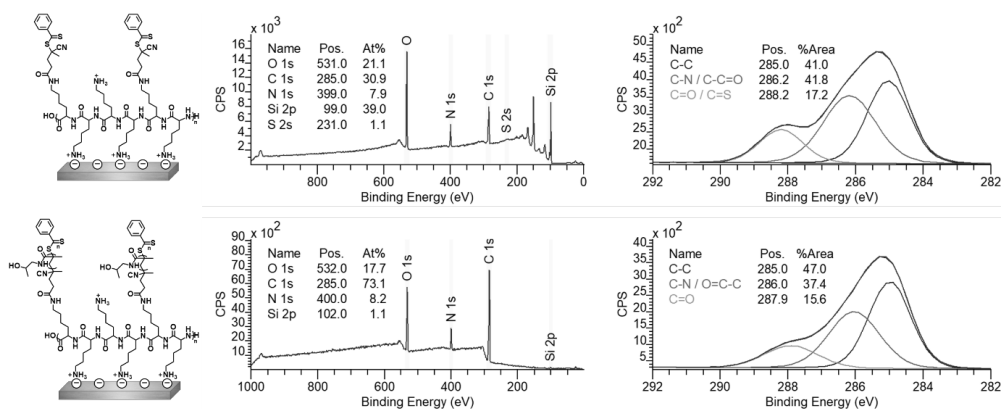 x 10³
16
14
12
10
8
6
4
2
CPS
Name Pos. At%
O 1s 531.0 21.1
C 1s 285.0 30.9
N 1s 399.0 7.9
Si 2p 99.0 39.0
S 2s 231.0 1.1
O
N 1s
C 1s
S 2s
Si 2p
800 600 400 200 0
Binding Energy (eV)
x 10²
50
45
40
35
30
25
20
CPS
Name Pos. %Area
C-C 285.0 41.0
C-N / C-C=O 286.2 41.8
C=O / C=S 288.2 17.2
292 290 288 286 284 282
Binding Energy (eV)
x 10²
90
80
70
60
50
40
30
20
10
CPS
Name Pos. At%
O 1s 532.0 17.7
C 1s 285.0 73.1
N 1s 400.0 8.2
Si 2p 102.0 1.1
O 1s
N 1s
C 1s
Si 2p
1000 800 600 400 200 0
Binding Energy (eV)
x 10²
40
30
20
10
CPS
Name Pos. %Area
C-C 285.0 47.0
C-N / O=C-C 286.0 37.4
C=O 287.9 15.6
292 290 288 286 284 282
Binding Energy (eV)